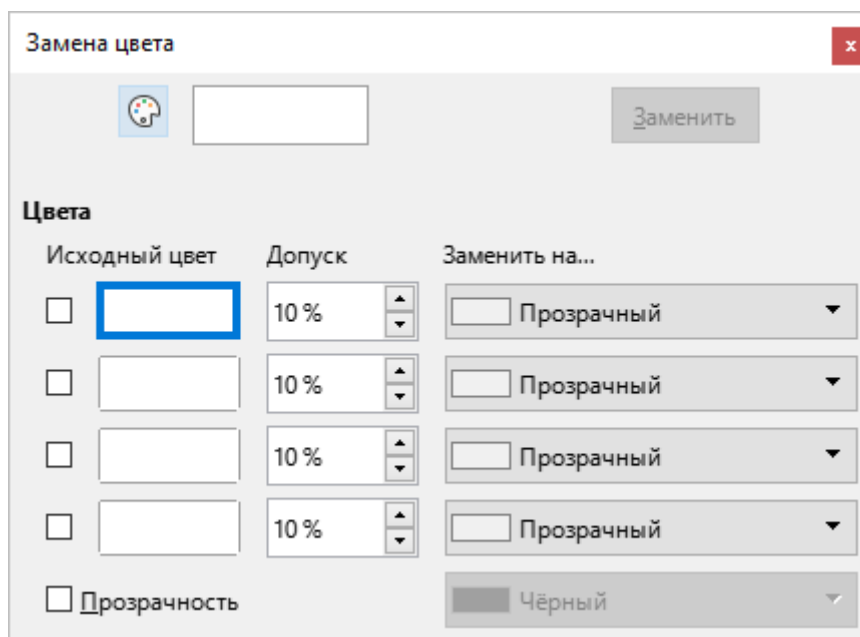 Замена цвета
Заменить
Цвета
Исходный цвет Допуск Заменить на...
10 % Прозрачный
10 % Прозрачный
10 % Прозрачный
10 % Прозрачный
Прозрачность Чёрный